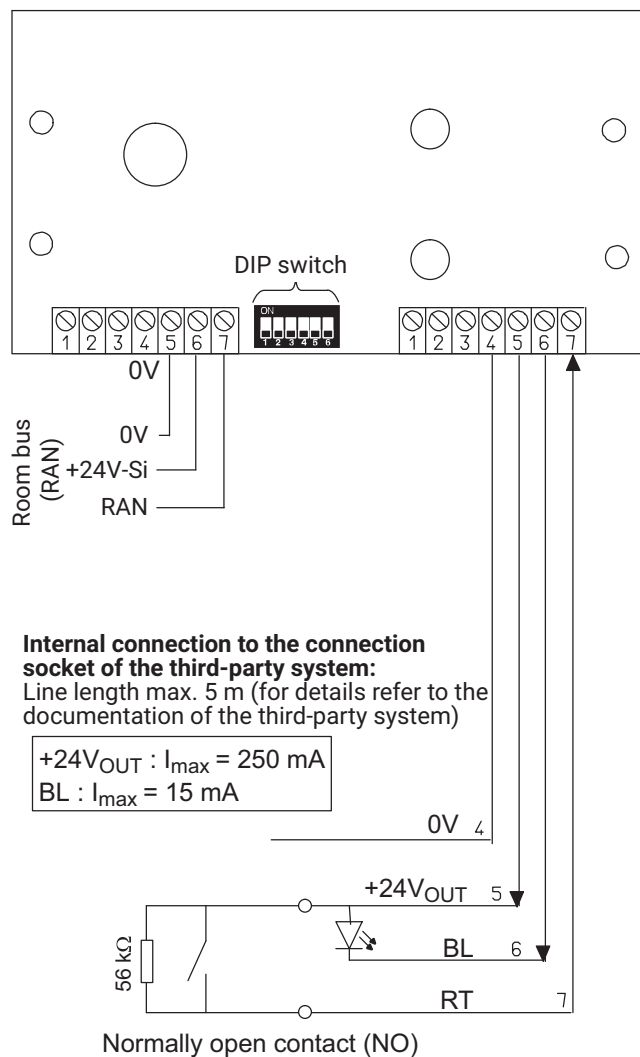 DIP switch
ON
1 2 3 4 5 6
1 2 3 4 5 6 7
1 2 3 4 5 6 7
0V
Room bus
(RAN)
0V
+24V-Si
RAN
Internal connection to the connection
socket of the third-party system:
Line length max. 5 m (for details refer to the
documentation of the third-party system)
+24VOUT : Imax = 250 mA
BL : Imax = 15 mA
0V 4
+24VOUT 5
BL 6
RT 7
56 kΩ
Normally open contact (NO)